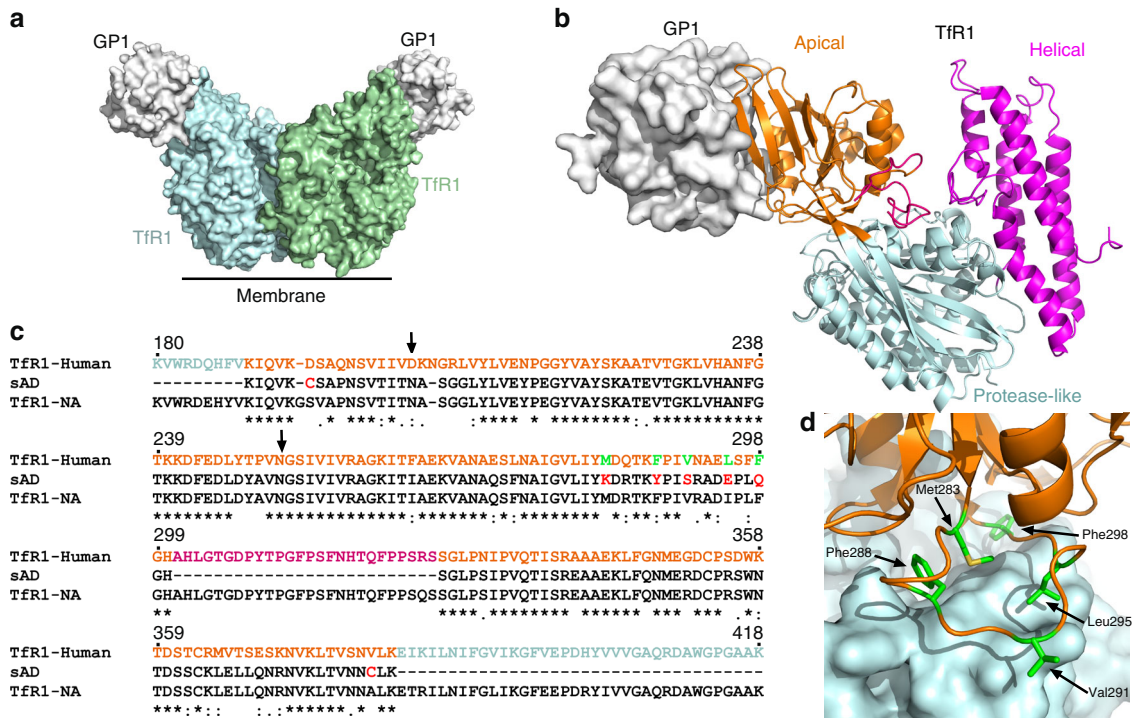 a
GP1
GP1
TfR1
TfR1
Membrane
b
GP1
Apical
TfR1
Helical
Protease-like
c
180 238
TfR1-Human KVWRDQHFVKIQVK-DSAQNSVIIVDKNGRLVYLVENPGGYVAYSKAATVTGKLVHANFG
sAD ---------KIQVK-CSAPNSVTITNA-SGGLYLVEYPEGYVAYSKATEVTGKLVHANFG
TfR1-NA KVWRDEHYVKIQVKGSVAPNSVTITNA-SGGLYLVEYPEGYVAYSKATEVTGKLVHANFG
239 298
TfR1-Human TKKDFEDLYTPVNGSIVIVRAGKITFAEKVANAESLNAIGVLIYMDQTKFPIVNAELSFF
sAD TKKDFEDLYTPVNGSIVIVRAGKITIAEKVANAQSFNAIGVLIYKDRTKYPISRADEPLQ
TfR1-NA TKKDFEDLYTPVNGSIVIVRAGKITIAEKVANAQSFNAIGVLIYMDRTKFPIVRADIPLF
299 358
TfR1-Human GHAHLGTGDPYTPGFPSFNHTQFPPSRSSGLPNIPVQTISRAAAEKLFGNMEGDCPSDWK
sAD GH--------------------------SGLPSIPVQTISREAAEKLFQNMERDCPRSWN
TfR1-NA GHAHLGTGDPYTPGFPSFNHTQFPPSQSSGLPSIPVQTISREAAEKLFQNMERDCPRSWN
359 418
TfR1-Human TDSTCRMVTSESKNVKLTVSNVLKEIKILNIFGVIKGFVEPDHYVVVGAQRDAWGPGAAK
sAD TDSSCKLELLQNRNVKLTVNNCLK------------------------------------
TfR1-NA TDSSCKLELLQNRNVKLTVNNALKETRILNIFGLIKGFEEPDRYIVVGAQRDAWGPGAAK
d
Met283
Phe298
Phe288
Leu295
Val291